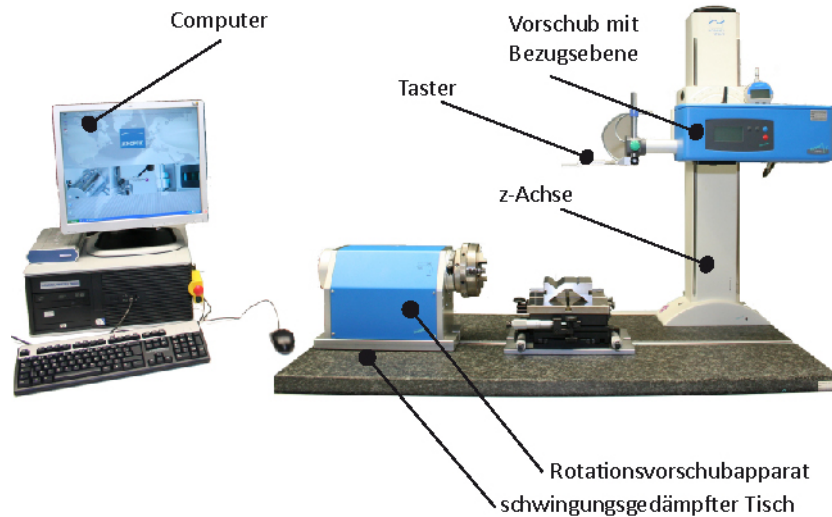 Computer
Vorschub mit
Bezugsebene
Taster
z-Achse
Rotationsvorschubapparat
schwingungsgedämpfter Tisch